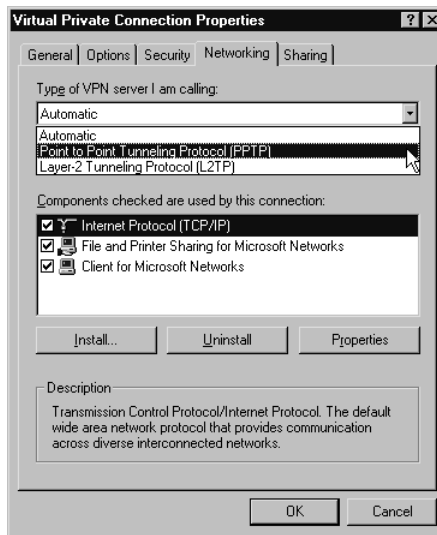 Virtual Private Connection Properties
General Options Security Networking Sharing
Type of VPN server I am calling:
Automatic
Automatic
Point to Point Tunneling Protocol (PPTP)
Layer-2 Tunneling Protocol (L2TP)
Components checked are used by this connection:
Internet Protocol (TCP/IP)
File and Printer Sharing for Microsoft Networks
Client for Microsoft Networks
Install... Uninstall Properties
Description
Transmission Control Protocol/Internet Protocol. The default
wide area network protocol that provides communication
across diverse interconnected networks.
OK Cancel